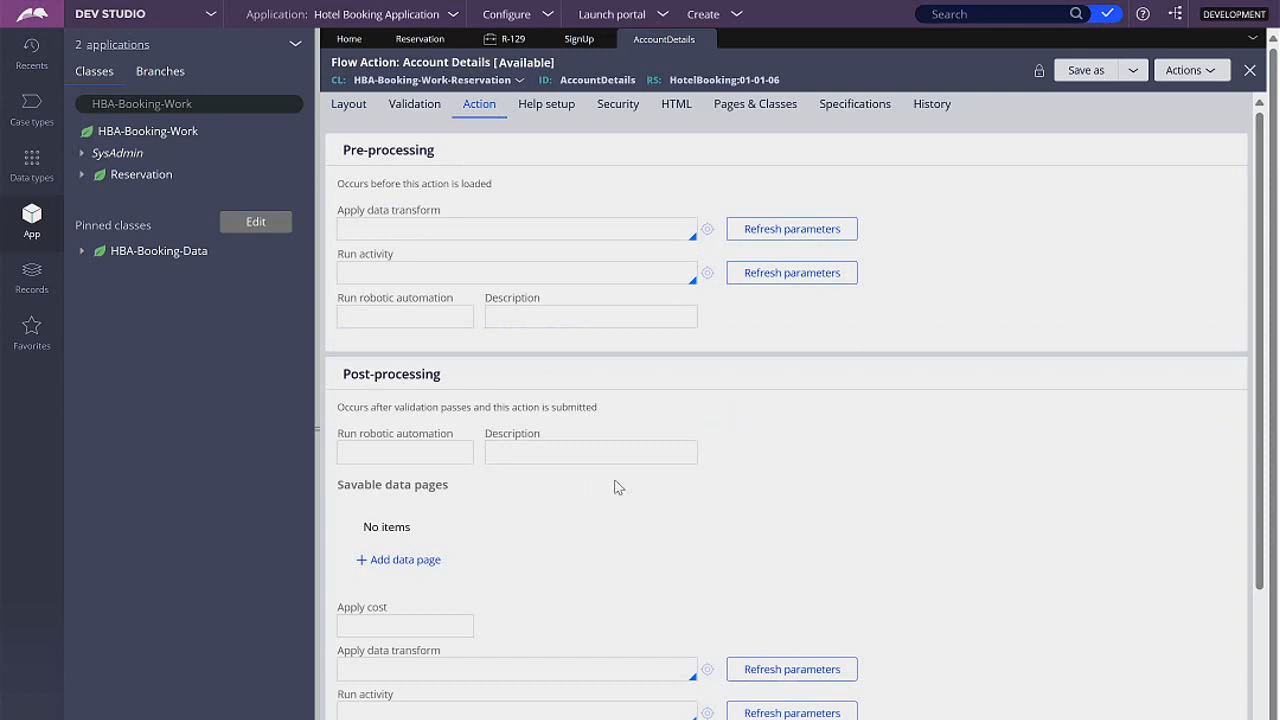 DEV STUDIO
Application: Hotel Booking Application
Configure
Launch portal
Create
Search
DEVELOPMENT
Recents
Case types
Data types
App
Records
Favorites
2 applications
Classes
Branches
HBA-Booking-Work
HBA-Booking-Work
SysAdmin
Reservation
Pinned classes
Edit
HBA-Booking-Data
Home
Reservation
R-129
SignUp
AccountDetails
Flow Action: Account Details [Available]
CL: HBA-Booking-Work-Reservation
ID: AccountDetails
RS: HotelBooking:01-01-06
Save as
Actions
Layout
Validation
Action
Help setup
Security
HTML
Pages & Classes
Specifications
History
Pre-processing
Occurs before this action is loaded
Apply data transform
Refresh parameters
Run activity
Refresh parameters
Run robotic automation
Description
Post-processing
Occurs after validation passes and this action is submitted
Run robotic automation
Description
Savable data pages
No items
+ Add data page
Apply cost
Apply data transform
Refresh parameters
Run activity
Refresh parameters